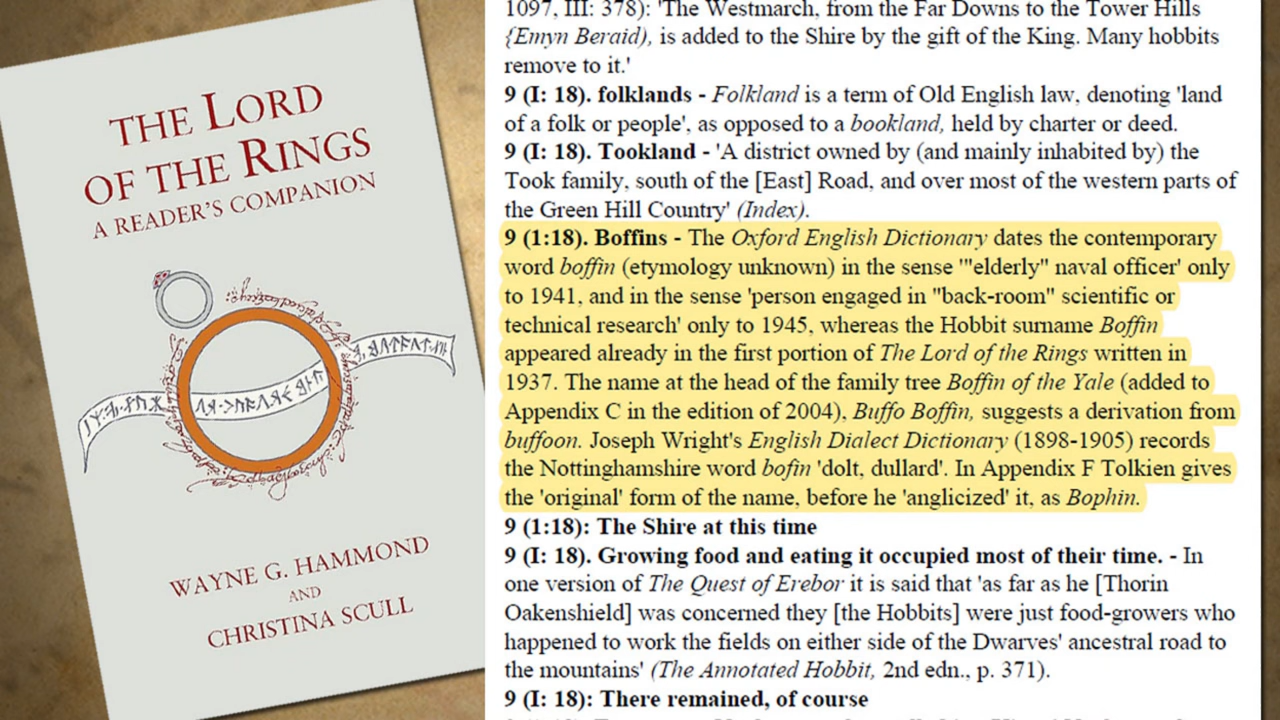 THE LORD
OF THE RINGS
A READER'S COMPANION
WAYNE G. HAMMOND
AND
CHRISTINA SCULL
1097, III: 378): 'The Westmarch, from the Far Downs to the Tower Hills
{Emyn Beraid), is added to the Shire by the gift of the King. Many hobbits
remove to it.'
9 (I: 18). folklands - Folkland is a term of Old English law, denoting 'land
of a folk or people', as opposed to a bookland, held by charter or deed.
9 (I: 18). Tookland - 'A district owned by (and mainly inhabited by) the
Took family, south of the [East] Road, and over most of the western parts of
the Green Hill Country' (Index).
9 (1:18). Boffins - The Oxford English Dictionary dates the contemporary
word boffin (etymology unknown) in the sense '"elderly" naval officer' only
to 1941, and in the sense 'person engaged in "back-room" scientific or
technical research' only to 1945, whereas the Hobbit surname Boffin
appeared already in the first portion of The Lord of the Rings written in
1937. The name at the head of the family tree Boffin of the Yale (added to
Appendix C in the edition of 2004), Buffo Boffin, suggests a derivation from
buffoon. Joseph Wright's English Dialect Dictionary (1898-1905) records
the Nottinghamshire word bofin 'dolt, dullard'. In Appendix F Tolkien gives
the 'original' form of the name, before he 'anglicized' it, as Bophin.
9 (1:18): The Shire at this time
9 (I: 18). Growing food and eating it occupied most of their time. - In
one version of The Quest of Erebor it is said that 'as far as he [Thorin
Oakenshield] was concerned they [the Hobbits] were just food-growers who
happened to work the fields on either side of the Dwarves' ancestral road to
the mountains' (The Annotated Hobbit, 2nd edn., p. 371).
9 (I: 18): There remained, of course